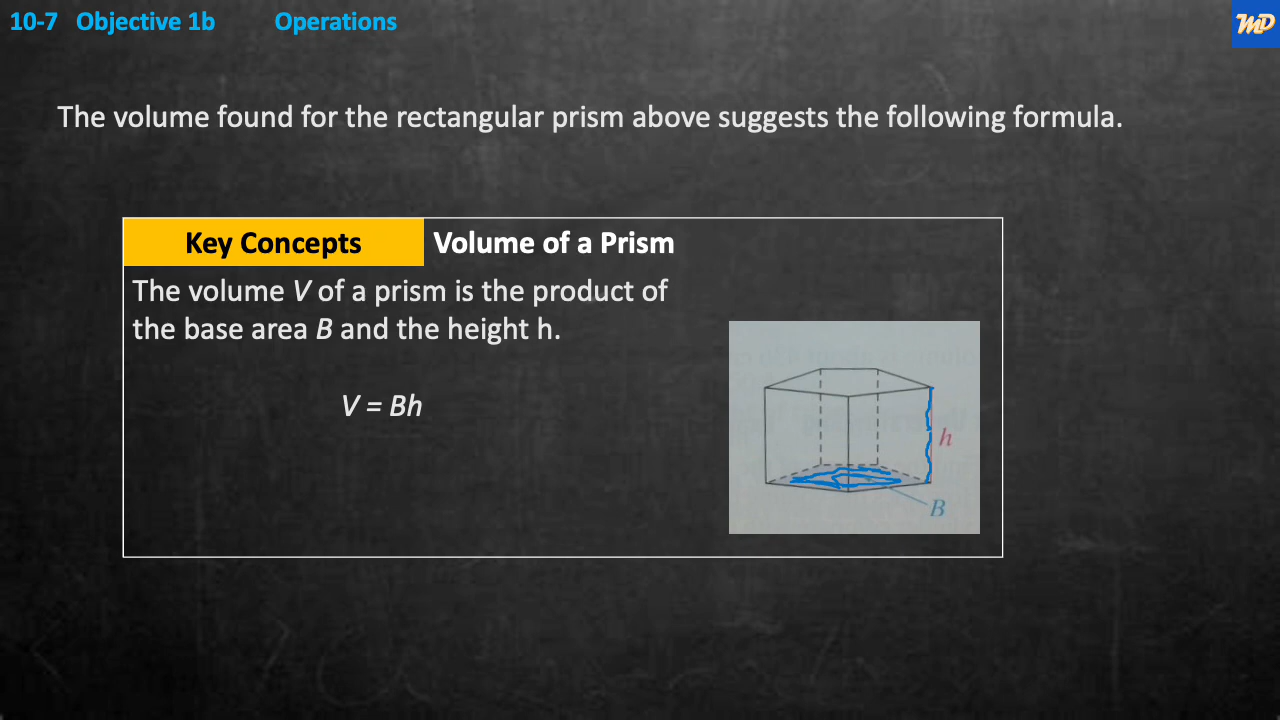 10-7 Objective 1b Operations
MD
The volume found for the rectangular prism above suggests the following formula.
Key Concepts Volume of a Prism
The volume V of a prism is the product of
the base area B and the height h.
V = Bh
h
B